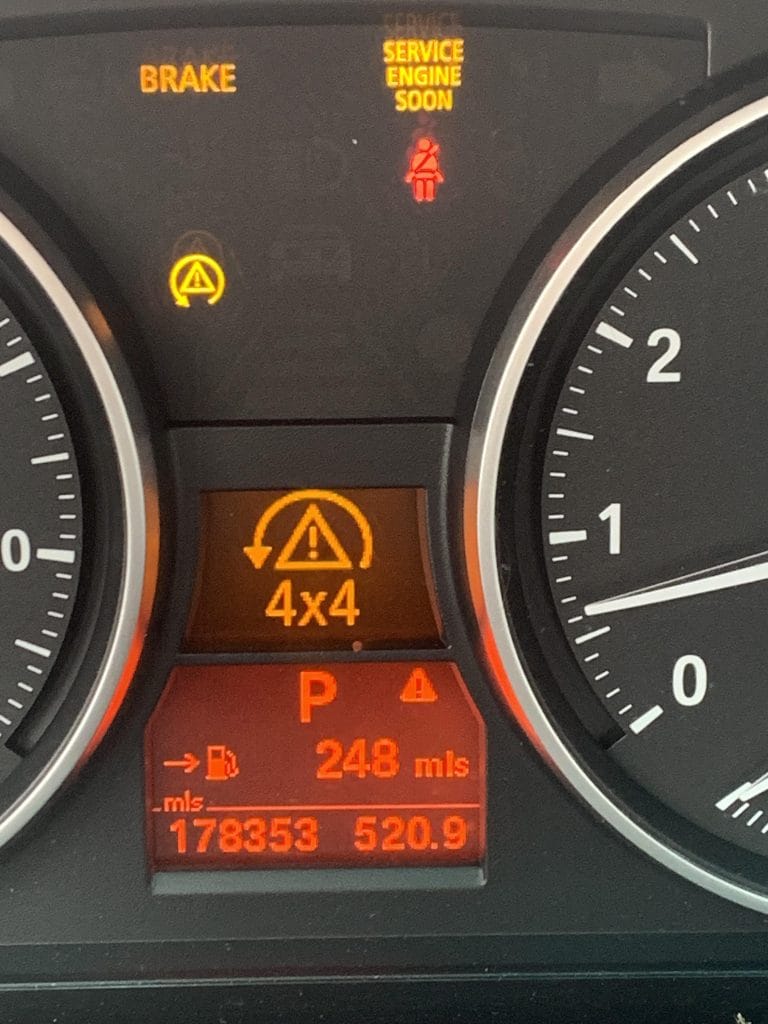 BRAKE
SERVICE
ENGINE
SOON
2
1
0
0
4x4
P
248 mls
mls
178353 520.9